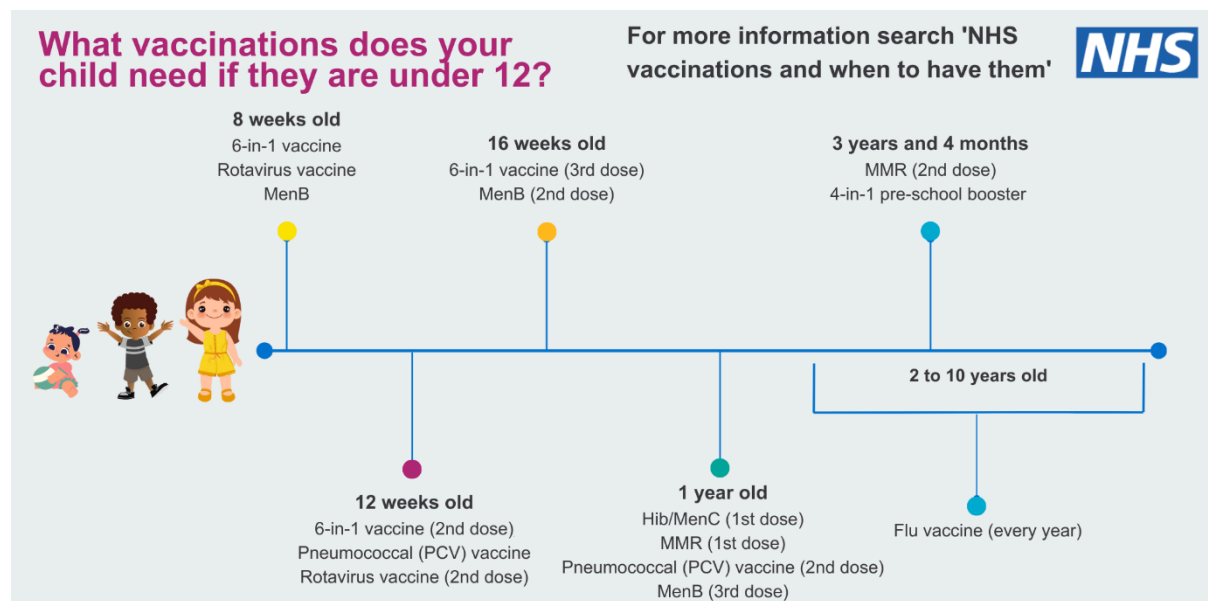 What vaccinations does your
child need if they are under 12?
For more information search 'NHS
vaccinations and when to have them'
NHS
8 weeks old
6-in-1 vaccine
Rotavirus vaccine
MenB
16 weeks old
6-in-1 vaccine (3rd dose)
MenB (2nd dose)
3 years and 4 months
MMR (2nd dose)
4-in-1 pre-school booster
2 to 10 years old
12 weeks old
6-in-1 vaccine (2nd dose)
Pneumococcal (PCV) vaccine
Rotavirus vaccine (2nd dose)
1 year old
Hib/MenC (1st dose)
MMR (1st dose)
Pneumococcal (PCV) vaccine (2nd dose)
MenB (3rd dose)
Flu vaccine (every year)